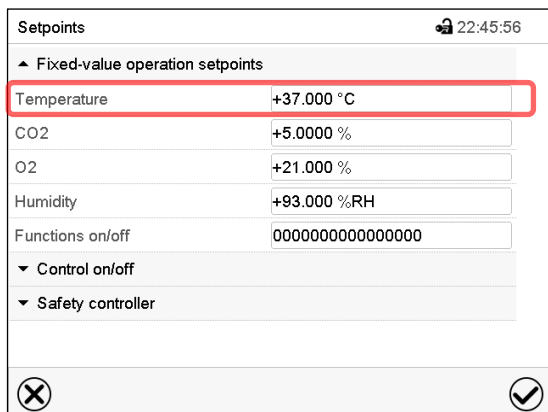 Setpoints 22:45:56
Fixed-value operation setpoints
Temperature +37.000 °C
CO2 +5.0000 %
O2 +21.000 %
Humidity +93.000 %RH
Functions on/off 0000000000000000
Control on/off
Safety controller